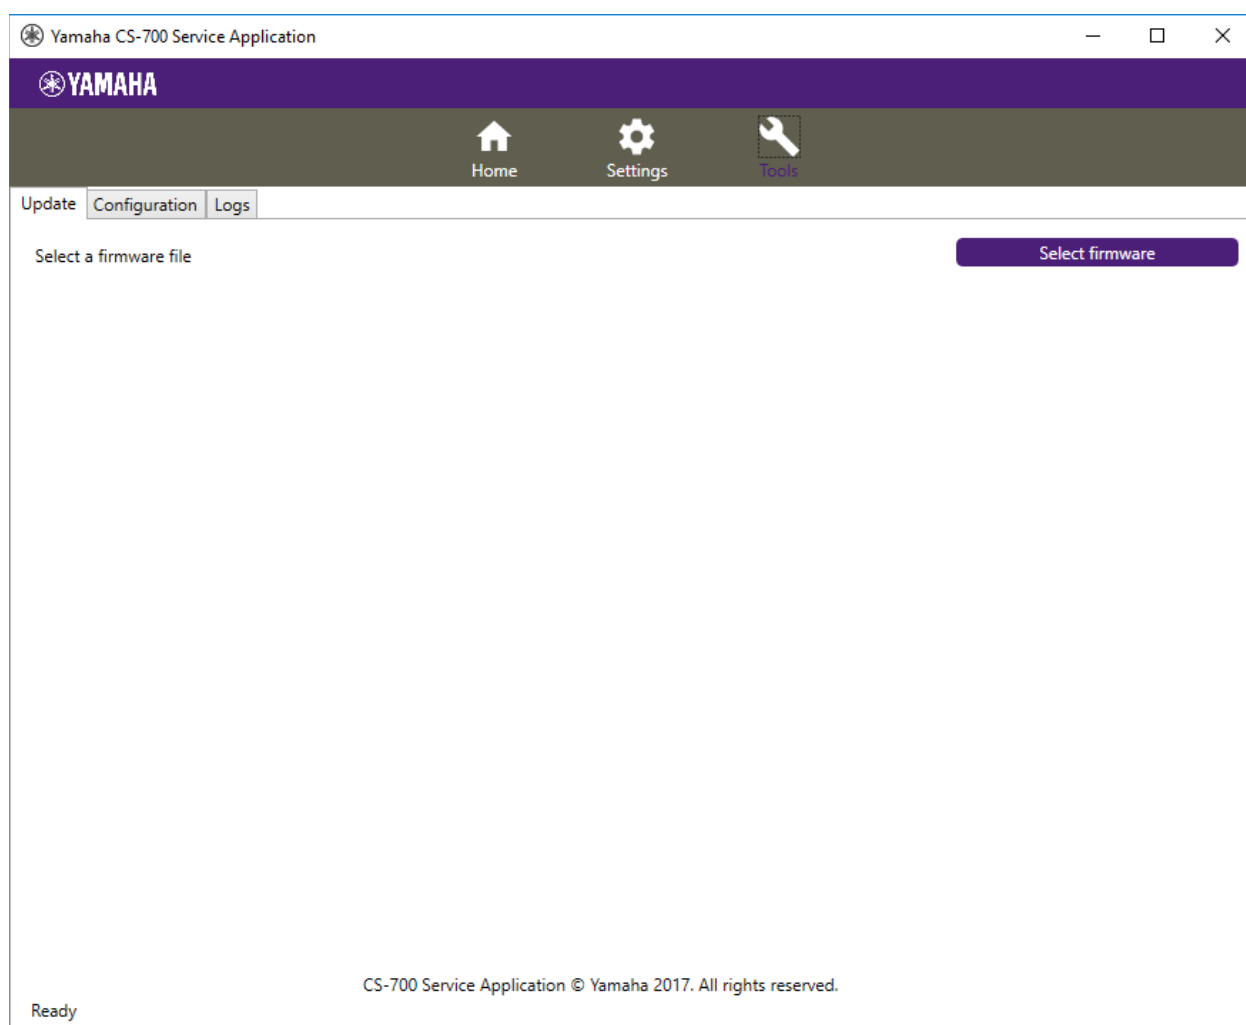 Yamaha CS-700 Service Application
YAMAHA
Home Settings Tools
Update Configuration Logs
Select a firmware file Select firmware
CS-700 Service Application © Yamaha 2017. All rights reserved.
Ready